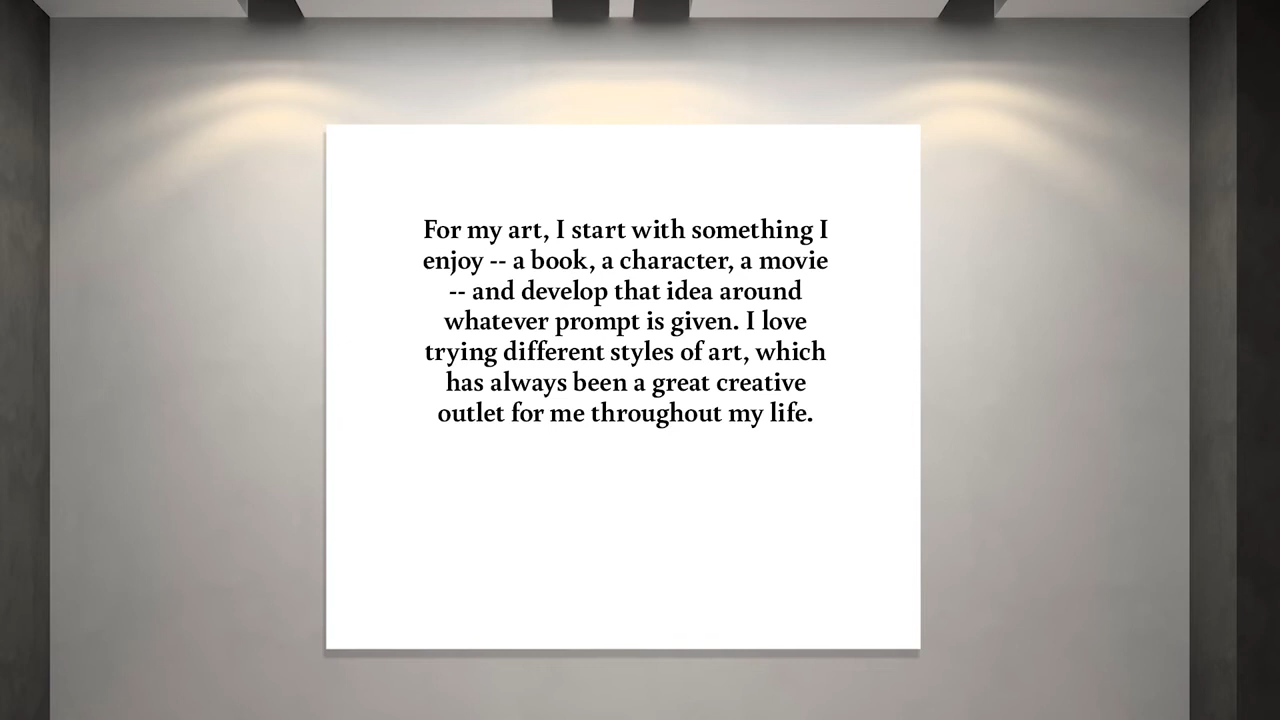 For my art, I start with something I
enjoy -- a book, a character, a movie
-- and develop that idea around
whatever prompt is given. I love
trying different styles of art, which
has always been a great creative
outlet for me throughout my life.